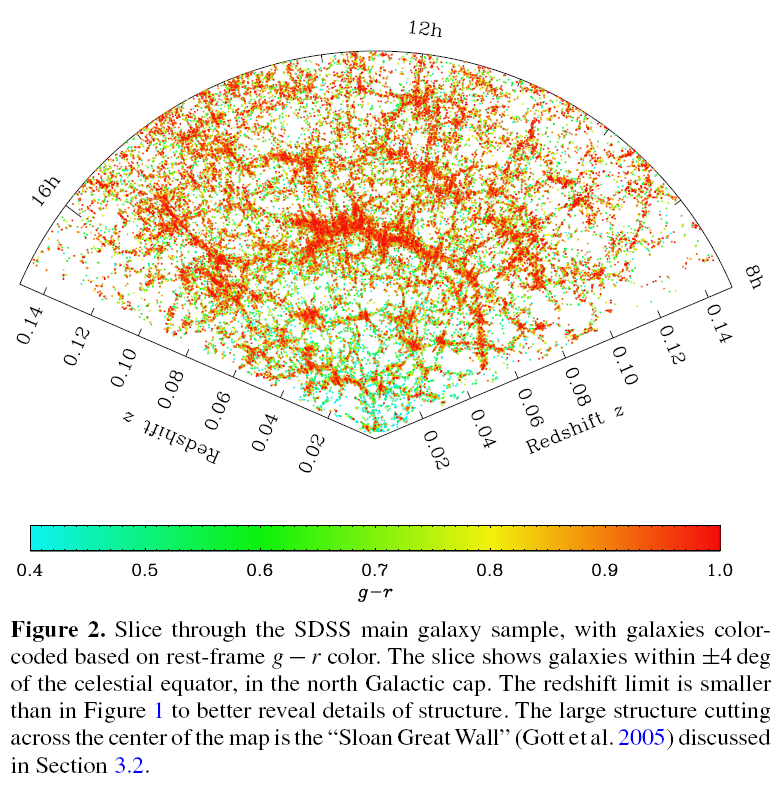 12h
16h
8h
0.14
0.12
0.10
0.08
0.06
0.04
0.02
Redshift z
0.02
0.04
0.06
0.08
0.10
0.12
0.14
Redshift z
0.4 0.5 0.6 0.7 0.8 0.9 1.0
g−r
Figure 2. Slice through the SDSS main galaxy sample, with galaxies color-
coded based on rest-frame g − r color. The slice shows galaxies within ±4 deg
of the celestial equator, in the north Galactic cap. The redshift limit is smaller
than in Figure 1 to better reveal details of structure. The large structure cutting
across the center of the map is the “Sloan Great Wall” (Gott et al. 2005) discussed
in Section 3.2.